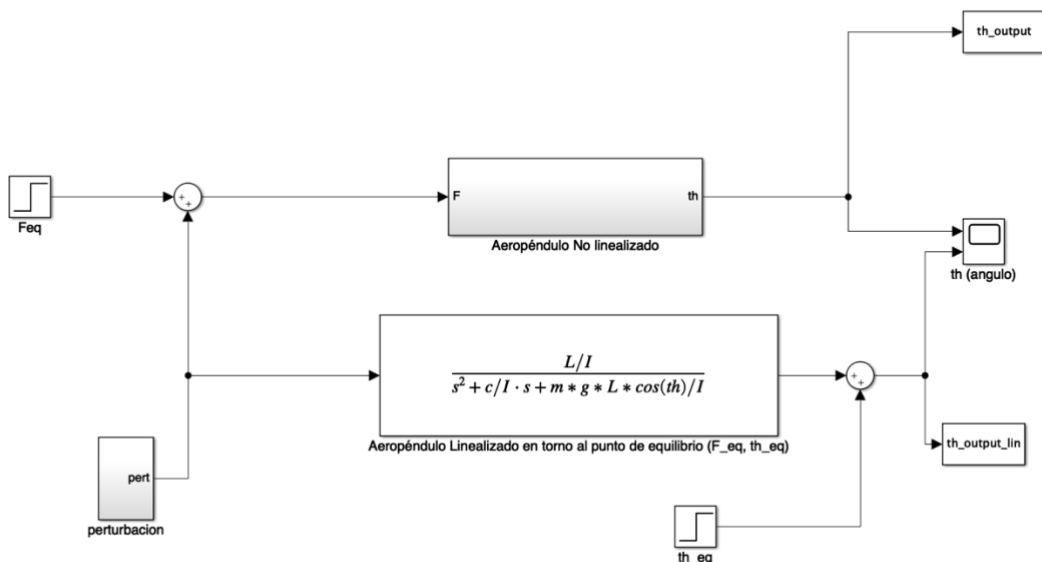 th_output
F
th
Feq
+
+
Aeropéndulo No linealizado
th (angulo)
L/I
s² + c/I · s + m * g * L * cos(th)/I
+
+
Aeropéndulo Linealizado en torno al punto de equilibrio (F_eq, th_eq)
th_output_lin
pert
perturbacion
th_eq